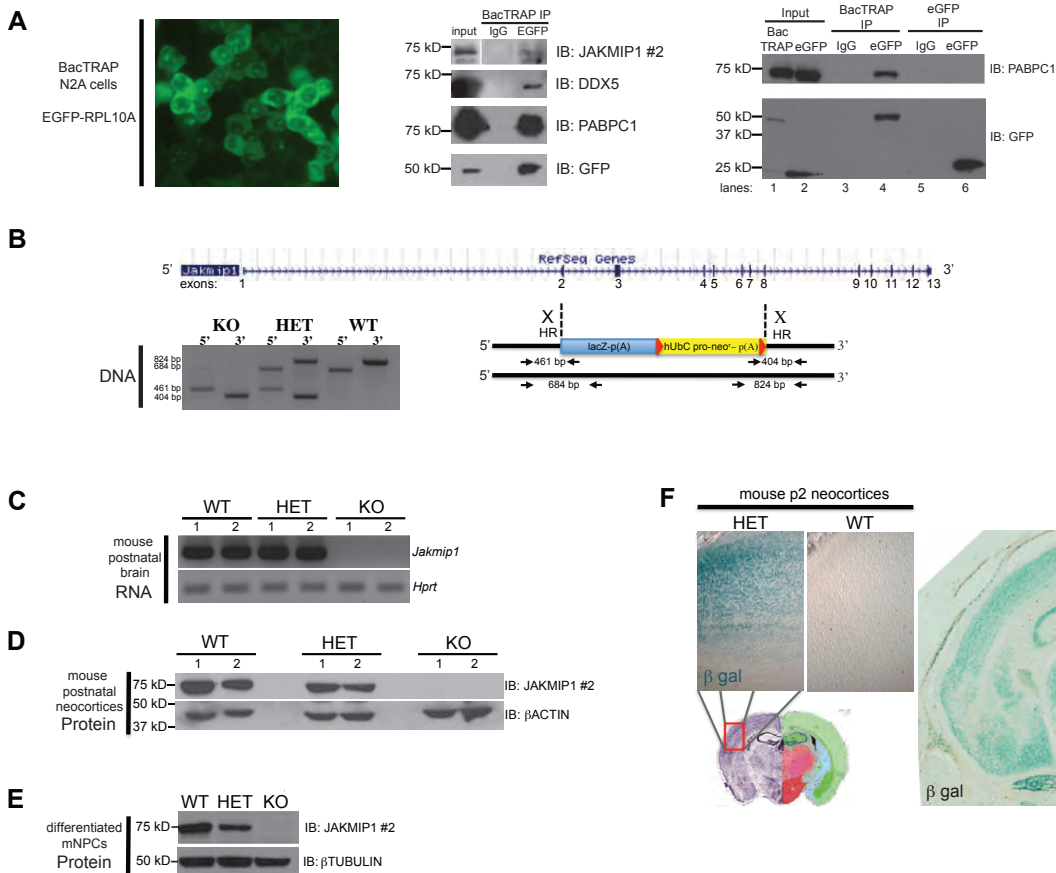 A
BacTRAP
N2A cells
EGFP-RPL10A
BacTRAP IP
input IgG EGFP
75 kD
IB: JAKMIP1 #2
IB: DDX5
75 kD
IB: PABPC1
50 kD
IB: GFP
Input BacTRAP IP eGFP IP
Bac TRAP eGFP IgG eGFP IgG eGFP
75 kD
IB: PABPC1
50 kD
37 kD
IB: GFP
25 kD
lanes: 1 2 3 4 5 6
B
RefSeq Genes
5’ Jakmip1 3’
exons: 1 2 3 4 5 6 7 8 9 10 11 12 13
KO HET WT
5’ 3’ 5’ 3’ 5’ 3’
824 bp
684 bp
461 bp
404 bp
DNA
X X
HR HR
5’ lacZ-p(A) hUbC pro-neoʳ– p(A) 3’
461 bp 404 bp
5’ 3’
684 bp 824 bp
C
WT HET KO
1 2 1 2 1 2
mouse
postnatal
brain
RNA
Jakmip1
Hprt
D
WT HET KO
1 2 1 2 1 2
mouse
postnatal
neocortices
Protein
75 kD
IB: JAKMIP1 #2
50 kD
IB: βACTIN
37 kD
E
WT HET KO
differentiated
mNPCs
Protein
75 kD
IB: JAKMIP1 #2
50 kD
IB: βTUBULIN
F
mouse p2 neocortices
HET WT
β gal
β gal